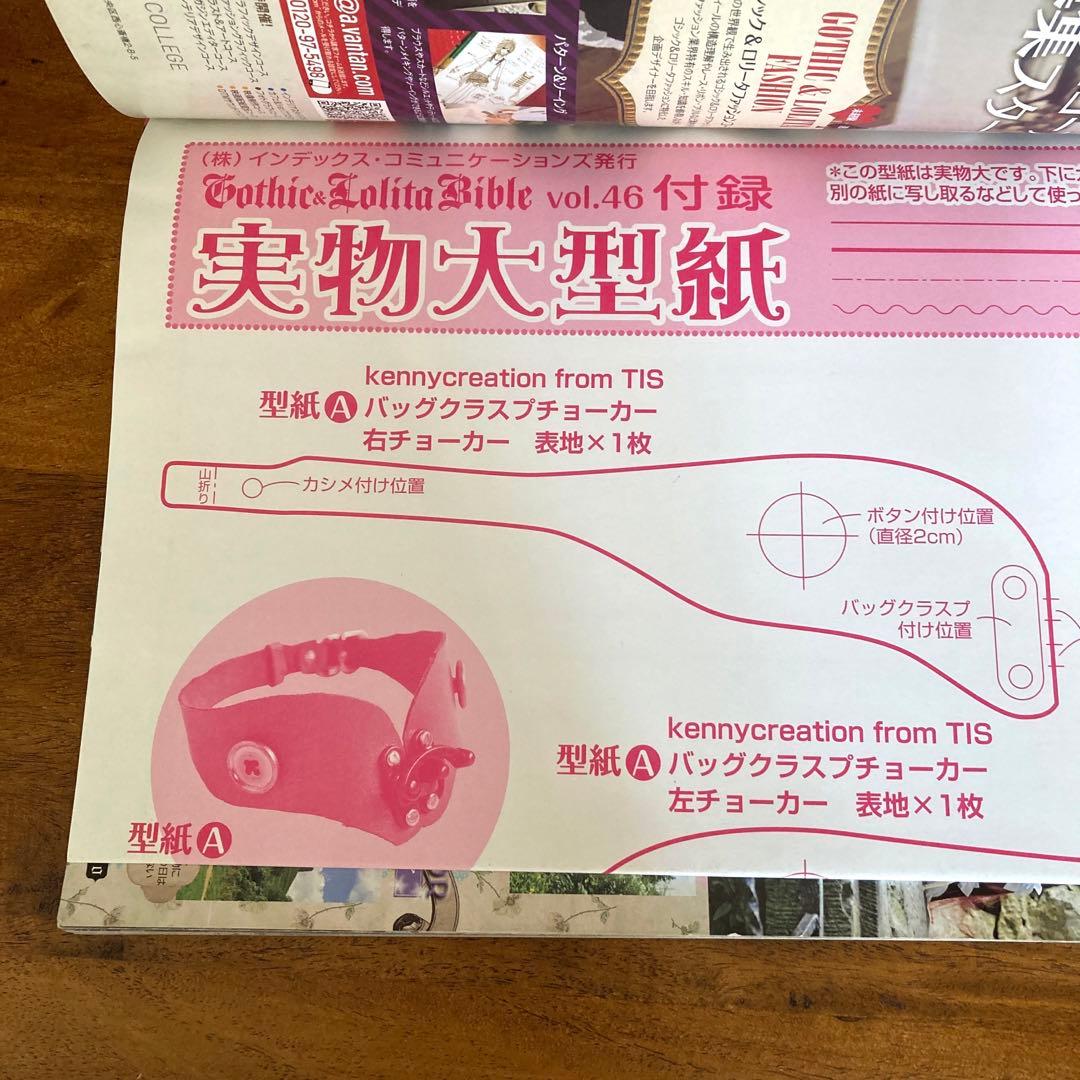 COLLEGE
0120-97-5498
@a.vantan.com
パターン&ソーイング
GOTHIC & LOLITA
FASHION
(株)インデックス・コミュニケーションズ発行
Gothic&Lolita Bible vol.46 付録
実物大型紙
*この型紙は実物大です。下に
別の紙に写し取るなどして使っ
kennycreation from TIS
型紙Aバッグクラスプチョーカー
右チョーカー 表地×1枚
山折り
カシメ付け位置
ボタン付け位置
(直径2cm)
バッグクラスプ
付け位置
kennycreation from TIS
型紙Aバッグクラスプチョーカー
左チョーカー 表地×1枚
型紙A